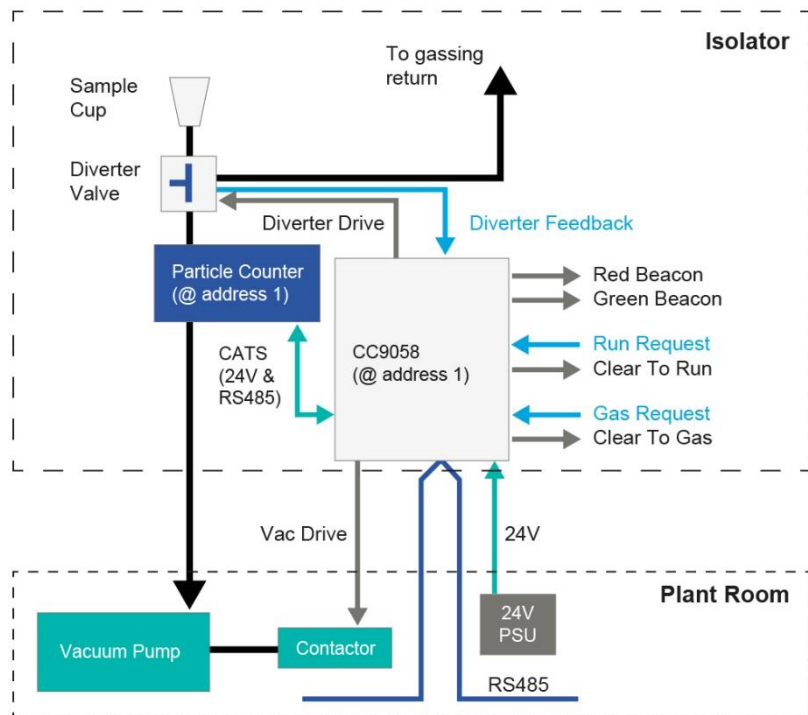 Isolator
To gassing
return
Sample
Cup
Diverter
Valve
Diverter Drive
Diverter Feedback
Particle Counter
(@ address 1)
Red Beacon
Green Beacon
CATS
(24V &
RS485)
CC9058
(@ address 1)
Run Request
Clear To Run
Gas Request
Clear To Gas
Vac Drive
24V
Plant Room
24V
PSU
Vacuum Pump
Contactor
RS485